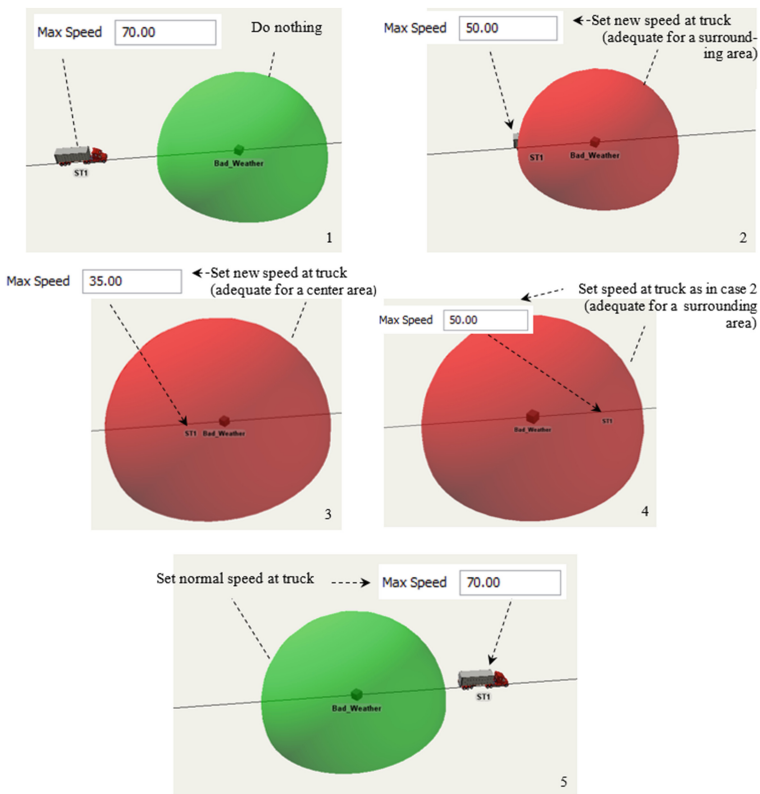 Max Speed 70.00
Do nothing
ST1
Bad_Weather
1
Max Speed 50.00
Set new speed at truck
(adequate for a surround-
ing area)
ST1
Bad_Weather
2
Max Speed 35.00
Set new speed at truck
(adequate for a center area)
ST1
Bad_Weather
3
Max Speed 50.00
Set speed at truck as in case 2
(adequate for a surrounding
area)
Bad_Weather
ST1
4
Set normal speed at truck
Max Speed 70.00
Bad_Weather
ST1
5